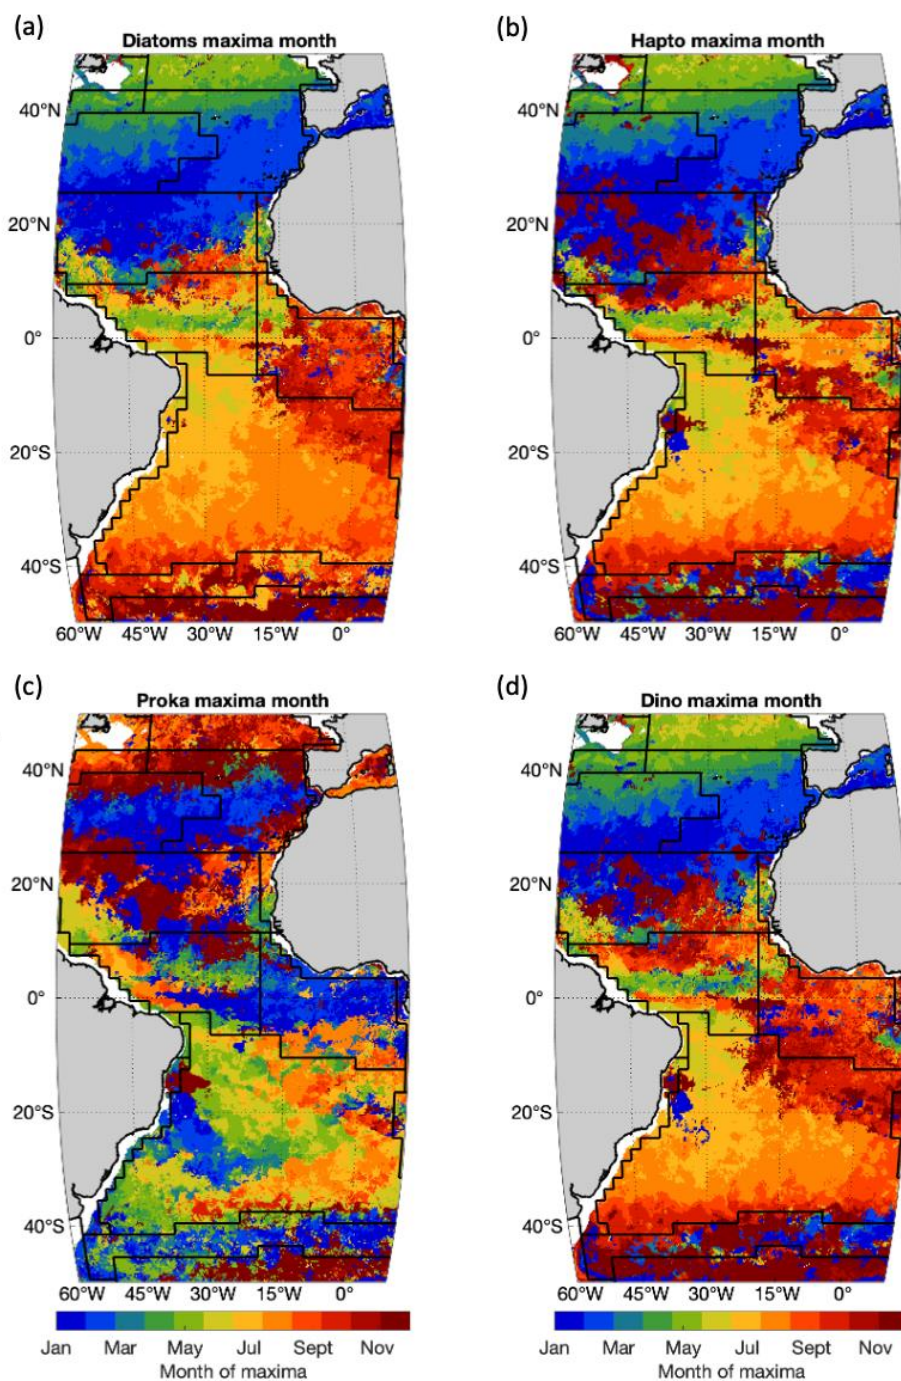 (a)
Diatoms maxima month
40°N
20°N
0°
20°S
40°S
60°W 45°W 30°W 15°W 0°
(b)
Hapto maxima month
40°N
20°N
0°
20°S
40°S
60°W 45°W 30°W 15°W 0°
(c)
Proka maxima month
40°N
20°N
0°
20°S
40°S
60°W 45°W 30°W 15°W 0°
Jan Mar May Jul Sept Nov
Month of maxima
(d)
Dino maxima month
40°N
20°N
0°
20°S
40°S
60°W 45°W 30°W 15°W 0°
Jan Mar May Jul Sept Nov
Month of maxima